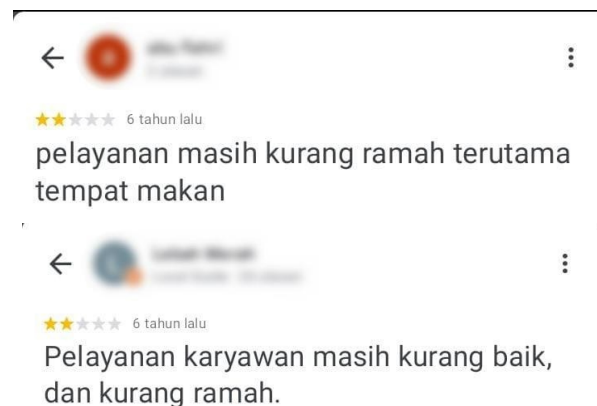 6 tahun lalu
pelayanan masih kurang ramah terutama
tempat makan
6 tahun lalu
Pelayanan karyawan masih kurang baik,
dan kurang ramah.